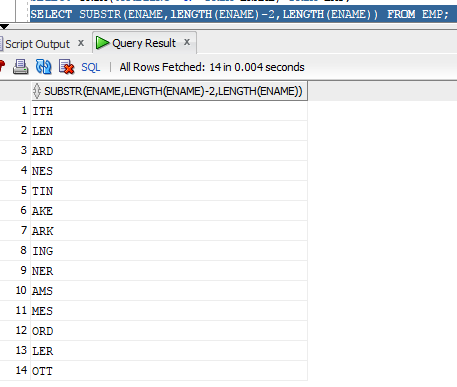 SELECT SUBSTR(ENAME,LENGTH(ENAME)-2,LENGTH(ENAME)) FROM EMP;
Script Output x Query Result x
SQL | All Rows Fetched: 14 in 0.004 seconds
SUBSTR(ENAME,LENGTH(ENAME)-2,LENGTH(ENAME))
1 ITH
2 LEN
3 ARD
4 NES
5 TIN
6 AKE
7 ARK
8 ING
9 NER
10 AMS
11 MES
12 ORD
13 LER
14 OTT